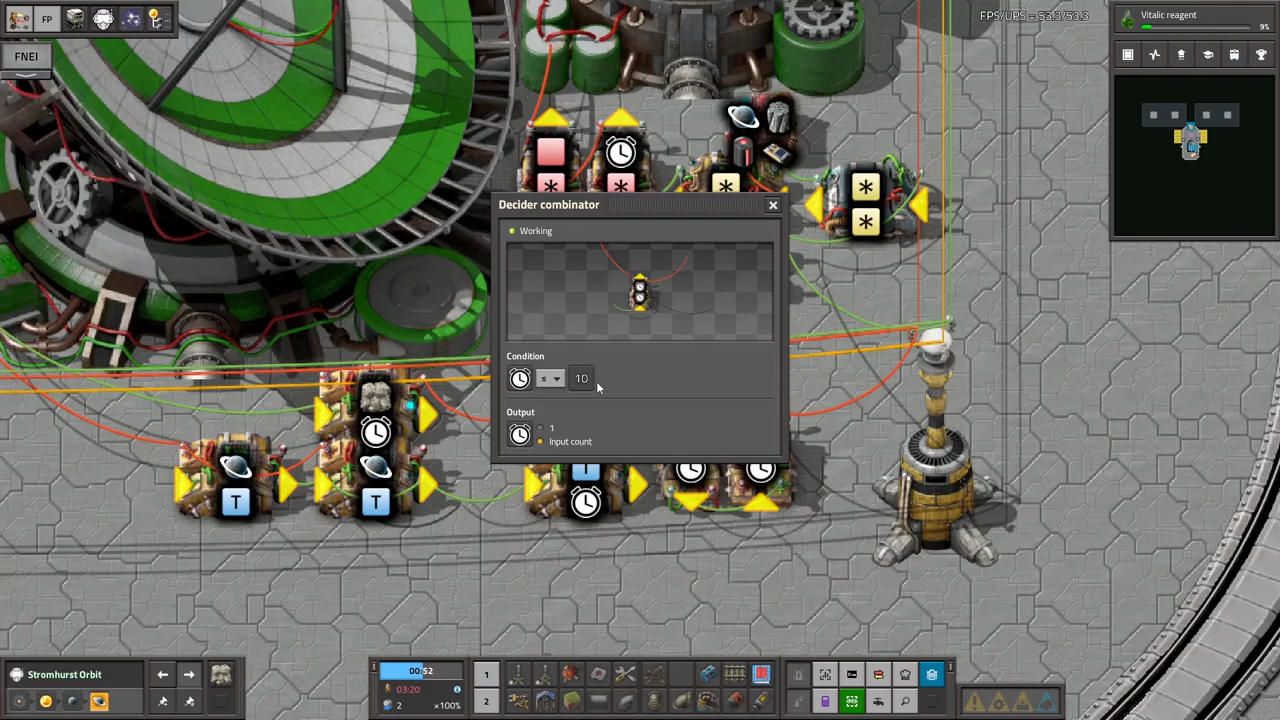 FP
FPS/UPS = 53.3/53.3
Vitalic reagent
9%
FNEI
Decider combinator
Working
Condition
≤
10
Output
1
Input count
T
T
T
Stromhurst Orbit
00:52
03:20
2
×100%
1
2